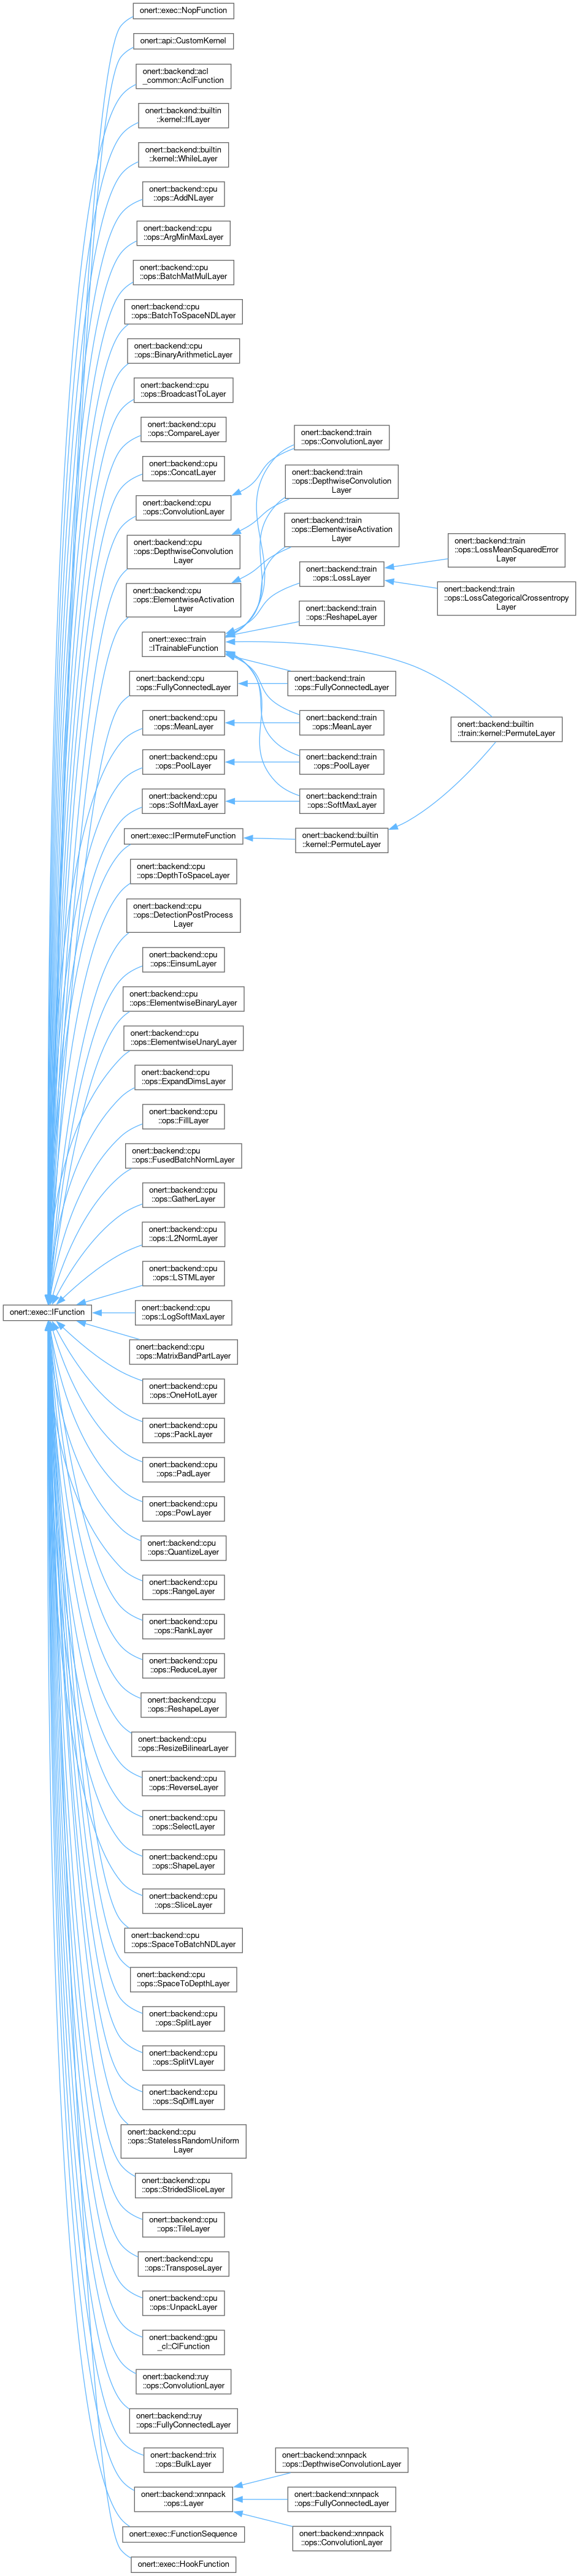 onert::exec::NopFunction
onert::api::CustomKernel
onert::backend::acl
_common::AclFunction
onert::backend::builtin
::kernel::IfLayer
onert::backend::builtin
::kernel::WhileLayer
onert::backend::cpu
::ops::AddNLayer
onert::backend::cpu
::ops::ArgMinMaxLayer
onert::backend::cpu
::ops::BatchMatMulLayer
onert::backend::cpu
::ops::BatchToSpaceNDLayer
onert::backend::cpu
::ops::BinaryArithmeticLayer
onert::backend::cpu
::ops::BroadcastToLayer
onert::backend::cpu
::ops::CompareLayer
onert::backend::cpu
::ops::ConcatLayer
onert::backend::cpu
::ops::ConvolutionLayer
onert::backend::cpu
::ops::DepthwiseConvolution
Layer
onert::backend::cpu
::ops::ElementwiseActivation
Layer
onert::exec::train
::ITrainableFunction
onert::backend::cpu
::ops::FullyConnectedLayer
onert::backend::cpu
::ops::MeanLayer
onert::backend::cpu
::ops::PoolLayer
onert::backend::cpu
::ops::SoftMaxLayer
onert::exec::IPermuteFunction
onert::backend::train
::ops::ConvolutionLayer
onert::backend::train
::ops::DepthwiseConvolution
Layer
onert::backend::train
::ops::ElementwiseActivation
Layer
onert::backend::train
::ops::LossLayer
onert::backend::train
::ops::ReshapeLayer
onert::backend::train
::ops::FullyConnectedLayer
onert::backend::train
::ops::MeanLayer
onert::backend::train
::ops::PoolLayer
onert::backend::train
::ops::SoftMaxLayer
onert::backend::builtin
::kernel::PermuteLayer
onert::backend::train
::ops::LossMeanSquaredError
Layer
onert::backend::train
::ops::LossCategoricalCrossentropy
Layer
onert::backend::builtin
::train::kernel::PermuteLayer
onert::backend::cpu
::ops::DepthToSpaceLayer
onert::backend::cpu
::ops::DetectionPostProcess
Layer
onert::backend::cpu
::ops::EinsumLayer
onert::backend::cpu
::ops::ElementwiseBinaryLayer
onert::backend::cpu
::ops::ElementwiseUnaryLayer
onert::backend::cpu
::ops::ExpandDimsLayer
onert::backend::cpu
::ops::FillLayer
onert::backend::cpu
::ops::FusedBatchNormLayer
onert::backend::cpu
::ops::GatherLayer
onert::backend::cpu
::ops::L2NormLayer
onert::backend::cpu
::ops::LSTMLayer
onert::exec::IFunction
onert::backend::cpu
::ops::LogSoftMaxLayer
onert::backend::cpu
::ops::MatrixBandPartLayer
onert::backend::cpu
::ops::OneHotLayer
onert::backend::cpu
::ops::PackLayer
onert::backend::cpu
::ops::PadLayer
onert::backend::cpu
::ops::PowLayer
onert::backend::cpu
::ops::QuantizeLayer
onert::backend::cpu
::ops::RangeLayer
onert::backend::cpu
::ops::RankLayer
onert::backend::cpu
::ops::ReduceLayer
onert::backend::cpu
::ops::ReshapeLayer
onert::backend::cpu
::ops::ResizeBilinearLayer
onert::backend::cpu
::ops::ReverseLayer
onert::backend::cpu
::ops::SelectLayer
onert::backend::cpu
::ops::ShapeLayer
onert::backend::cpu
::ops::SliceLayer
onert::backend::cpu
::ops::SpaceToBatchNDLayer
onert::backend::cpu
::ops::SpaceToDepthLayer
onert::backend::cpu
::ops::SplitLayer
onert::backend::cpu
::ops::SplitVLayer
onert::backend::cpu
::ops::SqDiffLayer
onert::backend::cpu
::ops::StatelessRandomUniform
Layer
onert::backend::cpu
::ops::StridedSliceLayer
onert::backend::cpu
::ops::TileLayer
onert::backend::cpu
::ops::TransposeLayer
onert::backend::cpu
::ops::UnpackLayer
onert::backend::gpu
_cl::ClFunction
onert::backend::ruy
::ops::ConvolutionLayer
onert::backend::ruy
::ops::FullyConnectedLayer
onert::backend::trix
::ops::BulkLayer
onert::backend::xnnpack
::ops::Layer
onert::backend::xnnpack
::ops::DepthwiseConvolutionLayer
onert::backend::xnnpack
::ops::FullyConnectedLayer
onert::backend::xnnpack
::ops::ConvolutionLayer
onert::exec::FunctionSequence
onert::exec::HookFunction